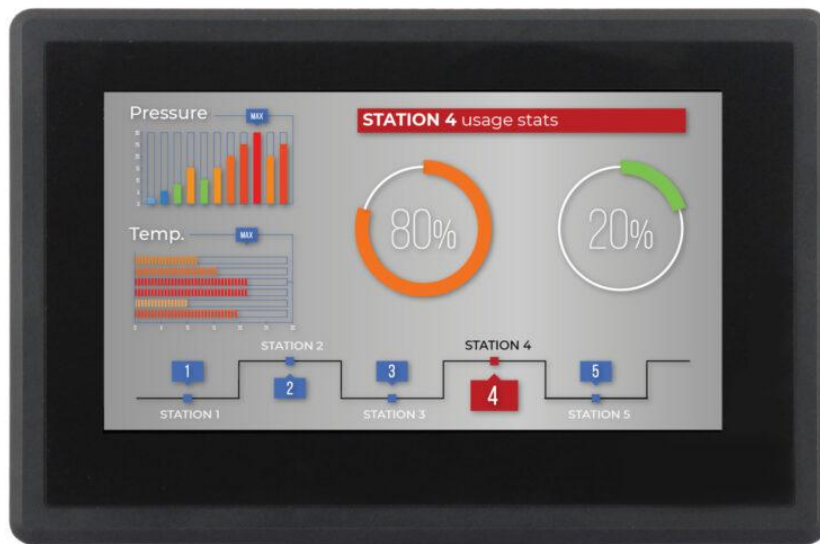 Pressure
MAX
STATION 4 usage stats
80%
20%
Temp.
MAX
STATION 2
STATION 4
1
3
5
2
4
STATION 1
STATION 3
STATION 5